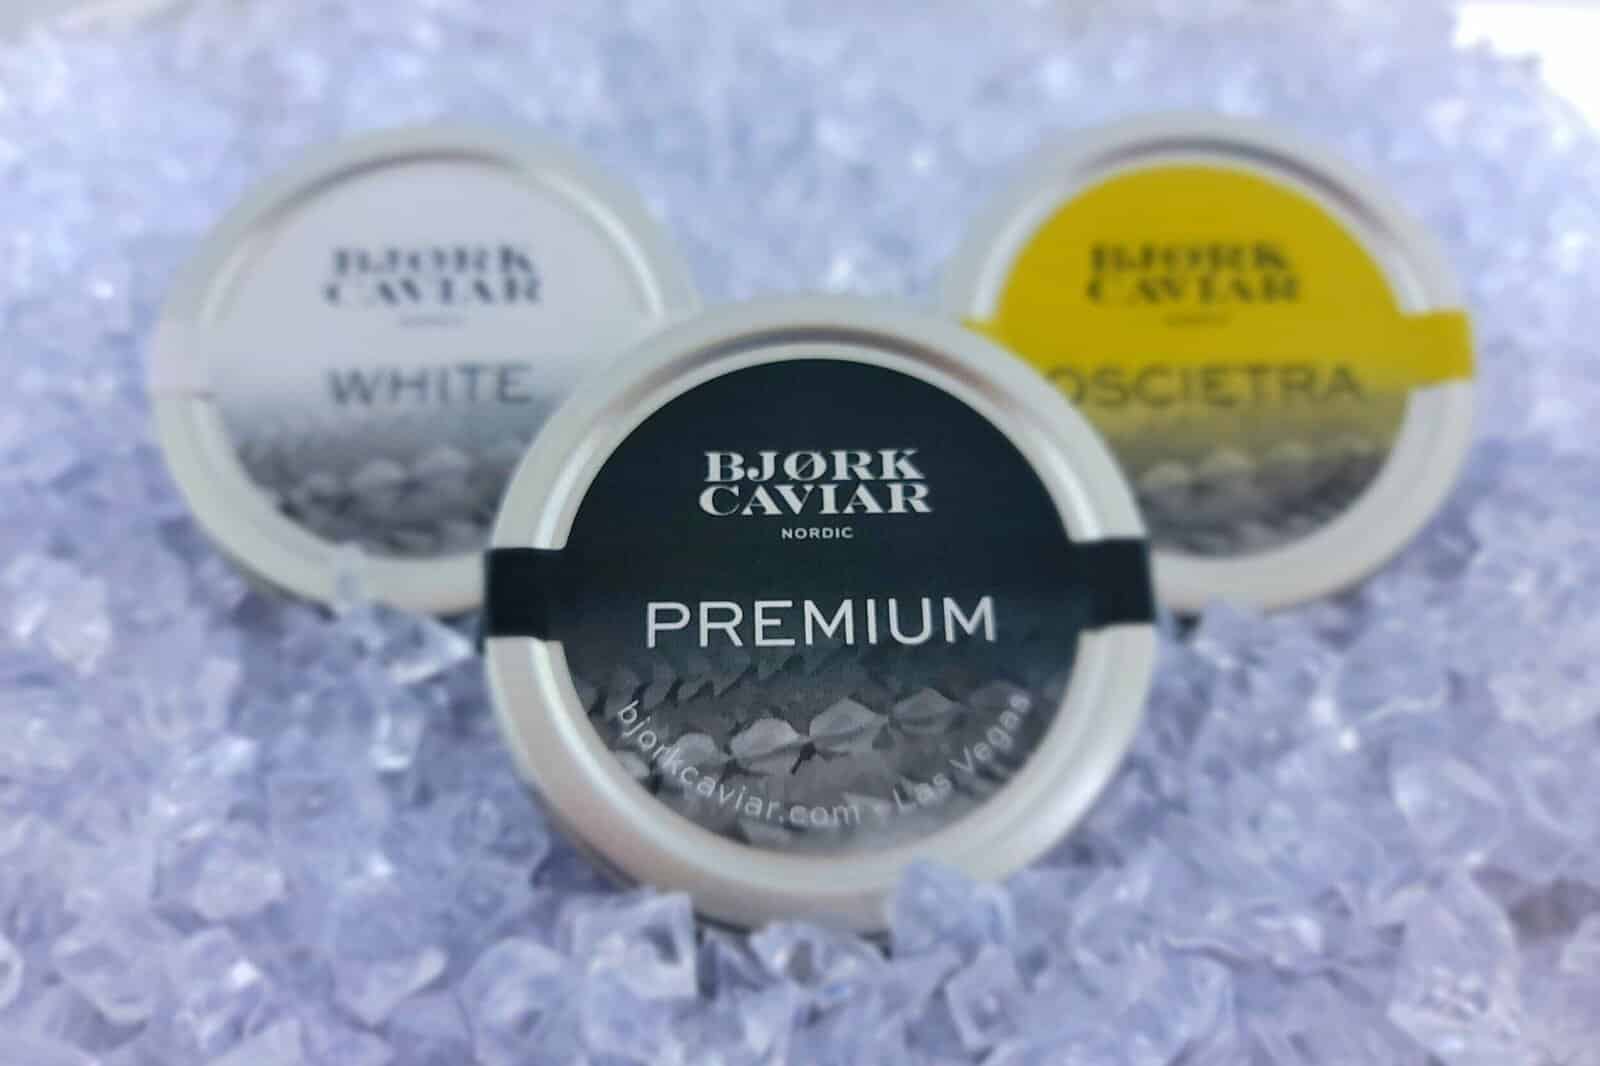 BJØRK
CAVIAR
WHITE
BJØRK
CAVIAR
OSCIETRA
BJØRK
CAVIAR
NORDIC
PREMIUM
bjorkcaviar.com • Las Vegas